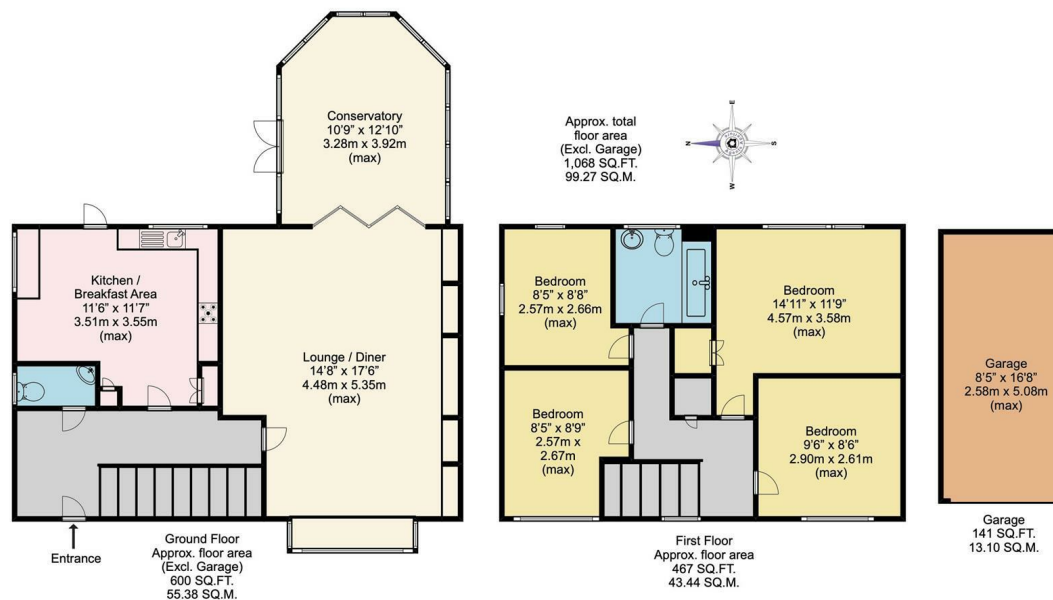 Conservatory
10'9" x 12'10"
3.28m x 3.92m
(max)
Approx. total
floor area
(Excl. Garage)
1,068 SQ.FT.
99.27 SQ.M.
E
N
S
W
Kitchen /
Breakfast Area
11'6" x 11'7"
3.51m x 3.55m
(max)
Lounge / Diner
14'8" x 17'6"
4.48m x 5.35m
(max)
Entrance
Ground Floor
Approx. floor area
(Excl. Garage)
600 SQ.FT.
55.38 SQ.M.
Bedroom
8'5" x 8'8"
2.57m x 2.66m
(max)
Bedroom
14'11" x 11'9"
4.57m x 3.58m
(max)
Bedroom
8'5" x 8'9"
2.57m x
2.67m
(max)
Bedroom
9'6" x 8'6"
2.90m x 2.61m
(max)
First Floor
Approx. floor area
467 SQ.FT.
43.44 SQ.M.
Garage
8'5" x 16'8"
2.58m x 5.08m
(max)
Garage
141 SQ.FT.
13.10 SQ.M.